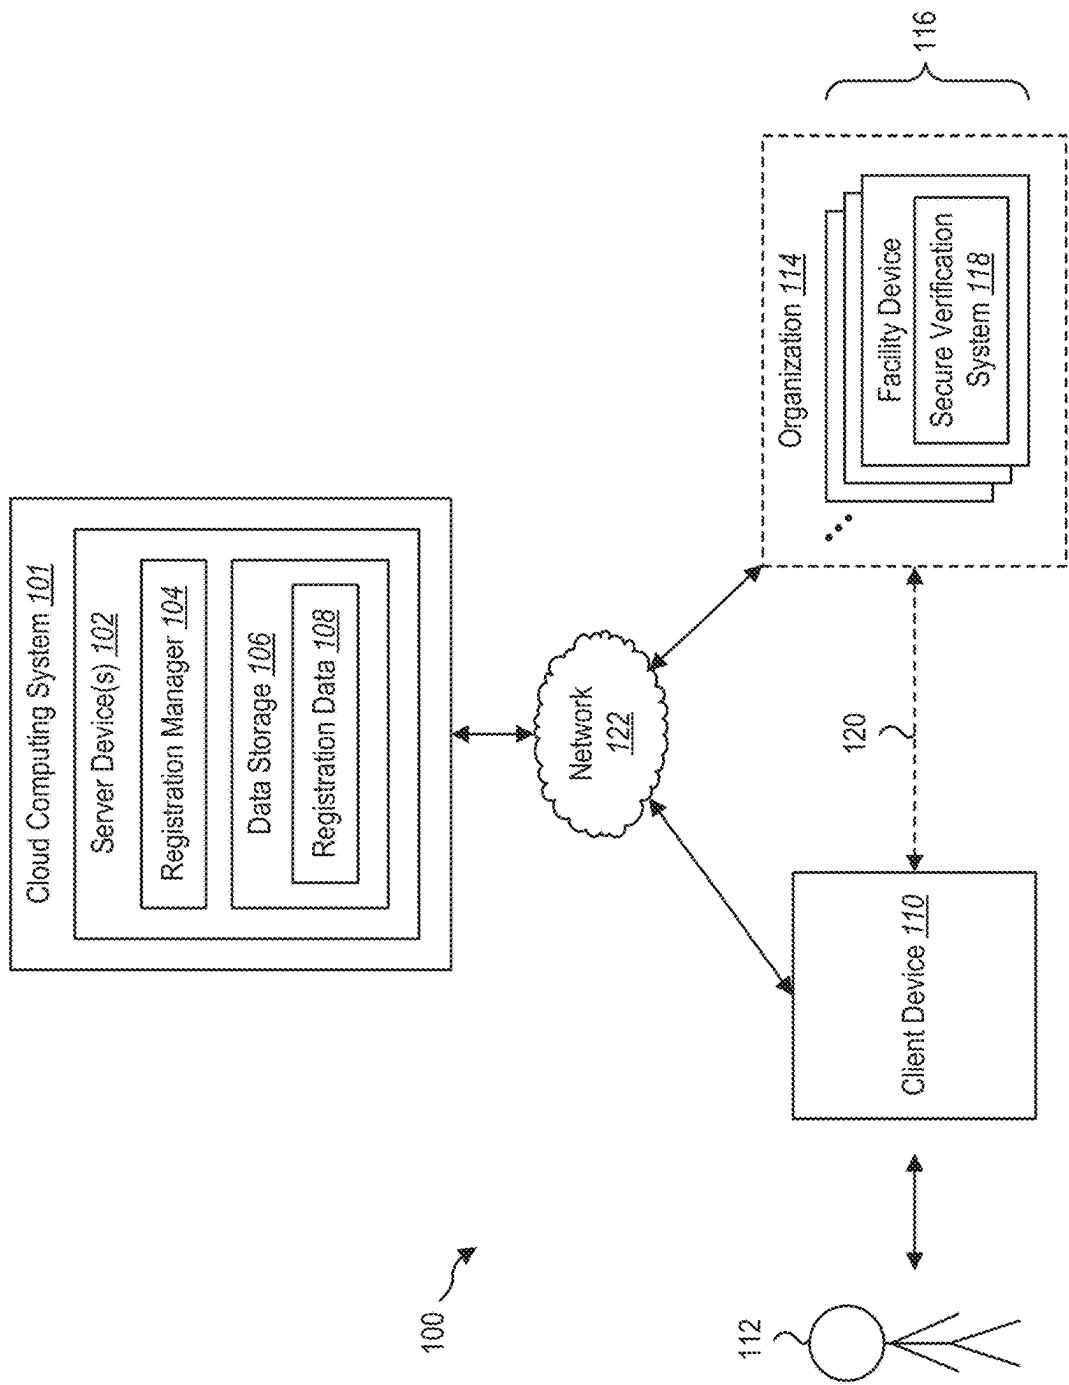 Cloud Computing System 101
Server Device(s) 102
Registration Manager 104
Data Storage 106
Registration Data 108
100
Network
122
112
Client Device 110
120
Organization 114
Facility Device
Secure Verification
System 118
116